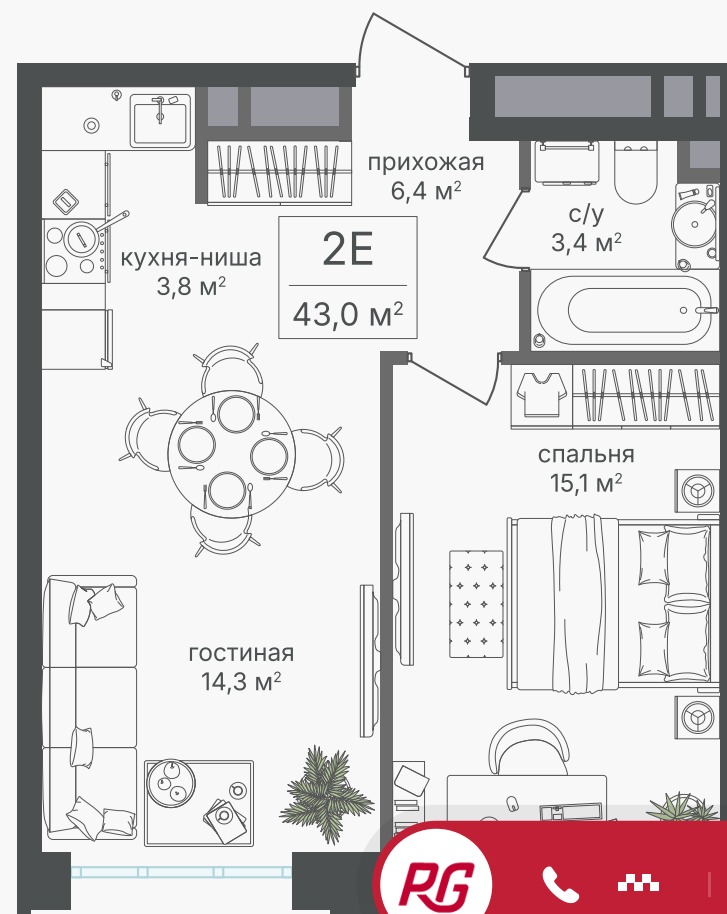 прихожая
6,4 м²
с/у
3,4 м²
кухня-ниша
3,8 м²
2Е
43,0 м²
спальня
15,1 м²
гостиная
14,3 м²
RG